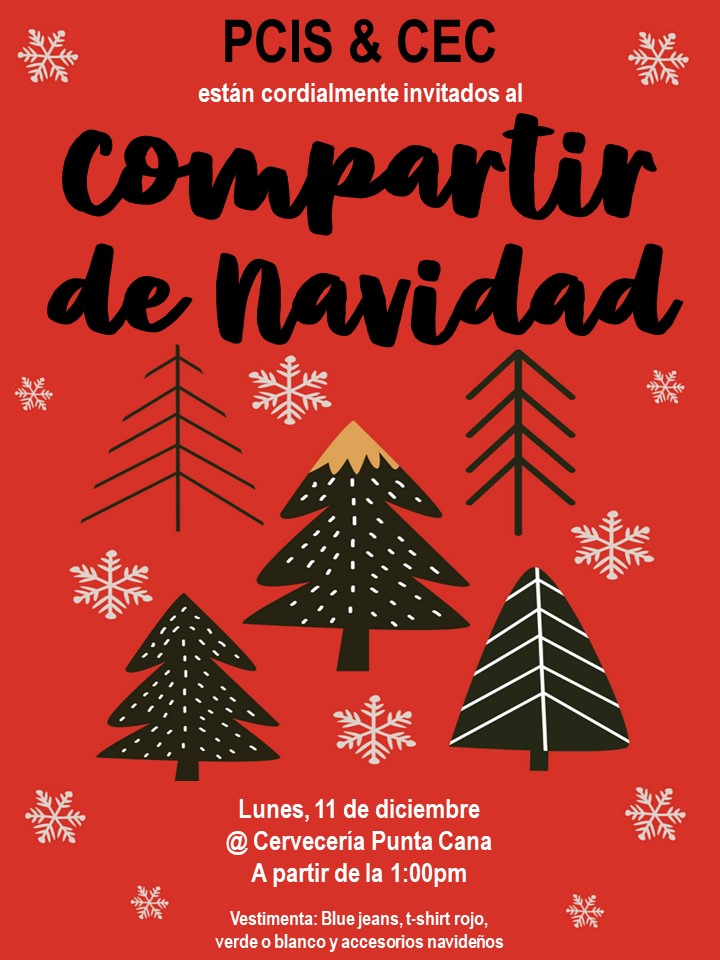 PCIS & CEC
están cordialmente invitados al
Compartir
de Navidad
Lunes, 11 de diciembre
@ Cervecería Punta Cana
A partir de la 1:00pm
Vestimenta: Blue jeans, t-shirt rojo,
verde o blanco y accesorios navideños